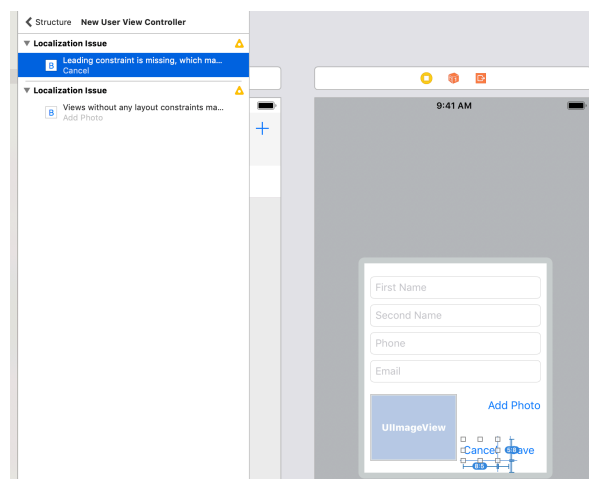 Structure New User View Controller
Localization Issue
B Leading constraint is missing, which ma...
Cancel
Localization Issue
B Views without any layout constraints ma...
Add Photo
9:41 AM
+
First Name
Second Name
Phone
Email
UIImageView
Add Photo
Cancel